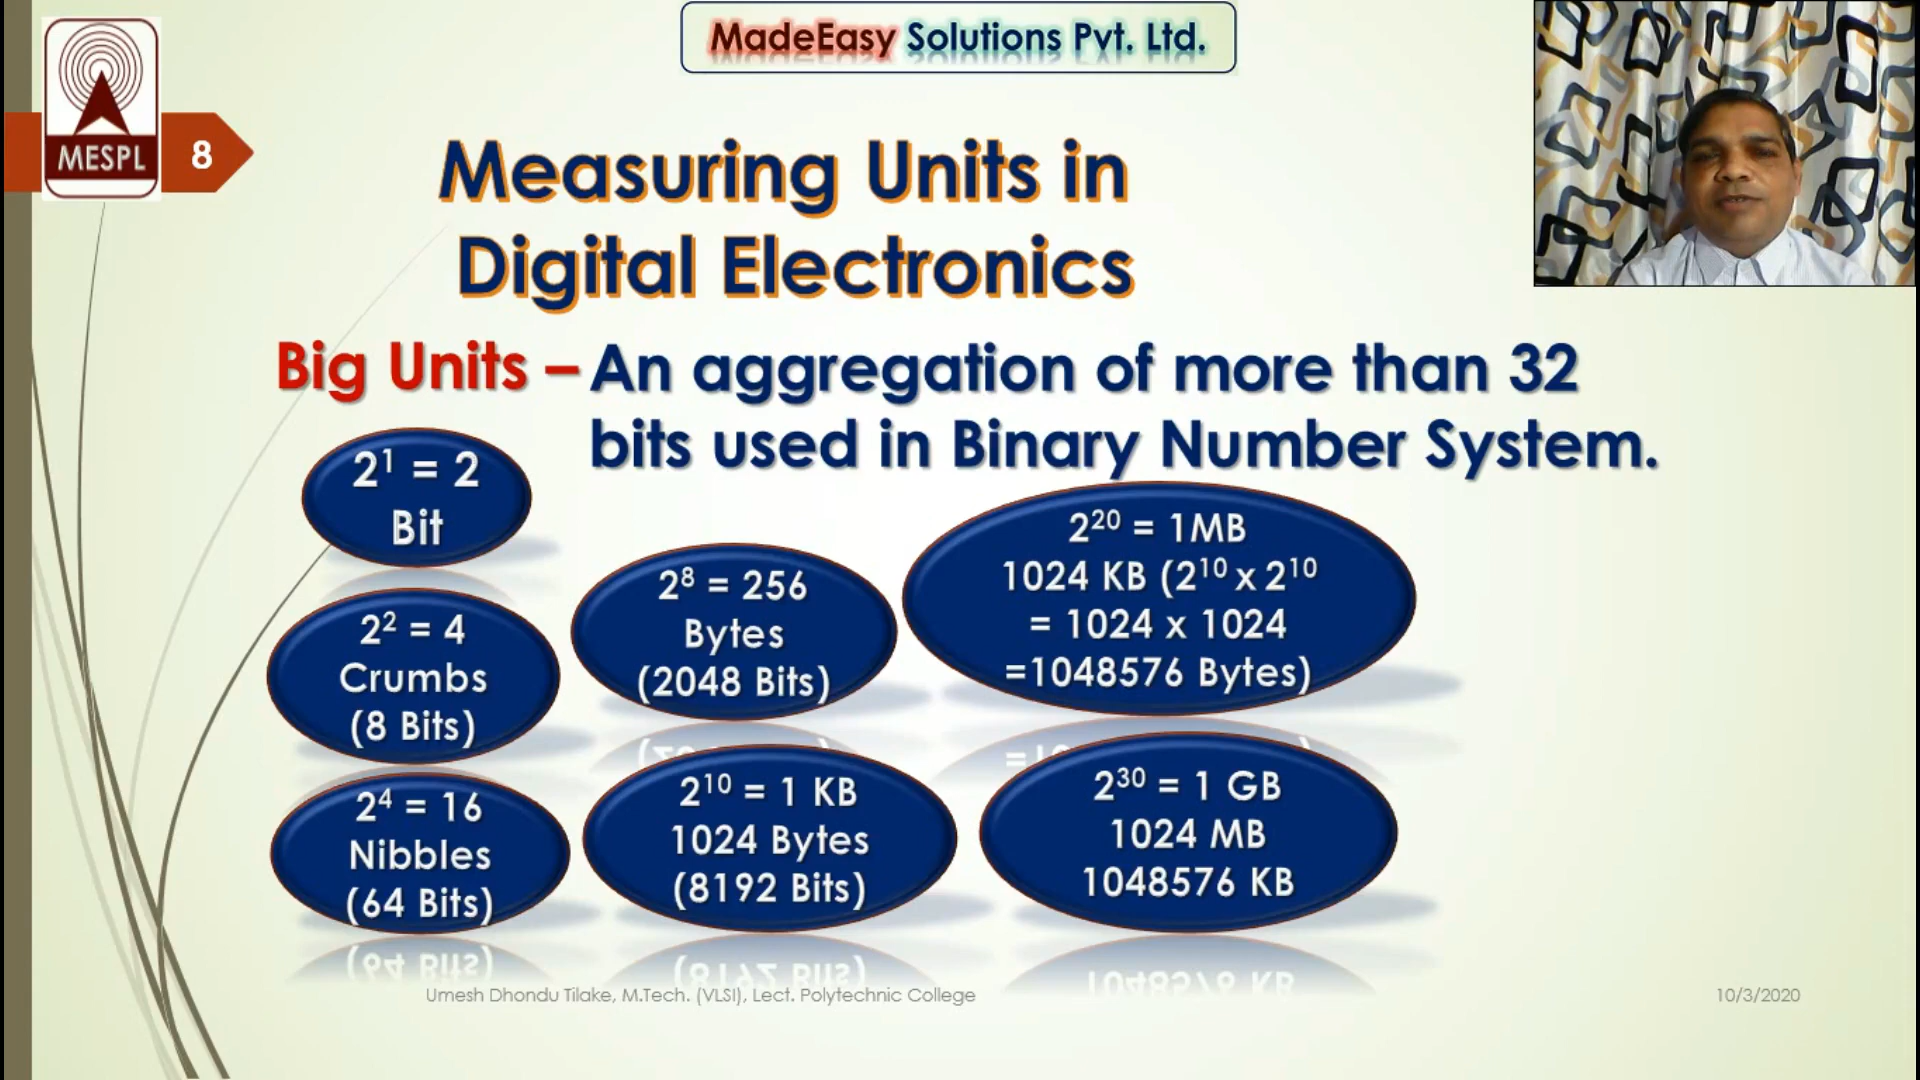 MadeEasy Solutions Pvt. Ltd.
MESPL
8
Measuring Units in
Digital Electronics
Big Units – An aggregation of more than 32
bits used in Binary Number System.
2¹ = 2
Bit
2² = 4
Crumbs
(8 Bits)
2⁴ = 16
Nibbles
(64 Bits)
2⁸ = 256
Bytes
(2048 Bits)
2¹⁰ = 1 KB
1024 Bytes
(8192 Bits)
2²⁰ = 1MB
1024 KB (2¹⁰ x 2¹⁰
= 1024 x 1024
=1048576 Bytes)
2³⁰ = 1 GB
1024 MB
1048576 KB
Umesh Dhondu Tilake, M.Tech. (VLSI), Lect. Polytechnic College
10/3/2020